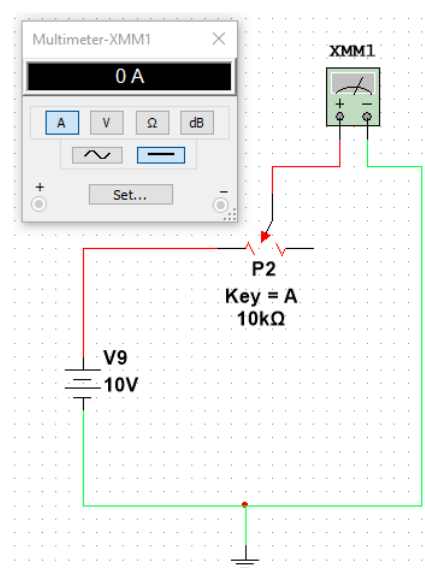 Multimeter-XMM1
0 A
A V Ω dB
+ Set... −
XMM1
+ −
P2
Key = A
10kΩ
V9
10V